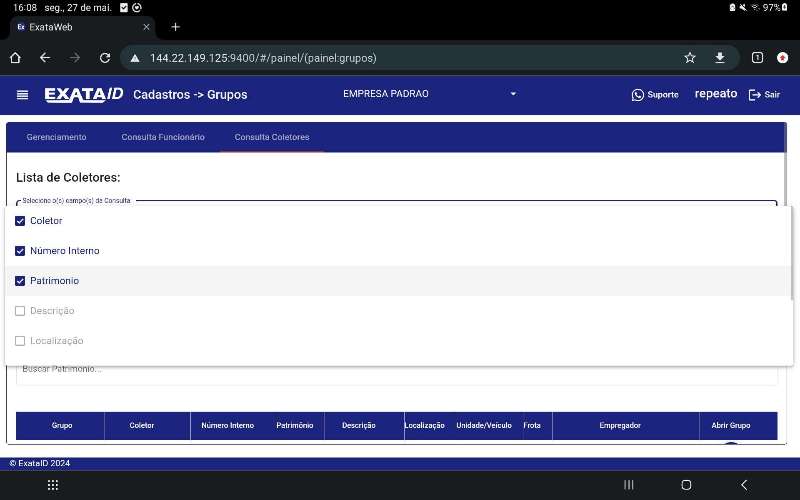 16:08 seg., 27 de mai. 97%
Ex ExataWeb
144.22.149.125:9400/#/painel/(painel:grupos)
1
EXATAID Cadastros -> Grupos EMPRESA PADRAO Suporte repeato Sair
Gerenciamento Consulta Funcionário Consulta Coletores
Lista de Coletores:
Selecione o(s) campo(s) da Consulta
Coletor
Número Interno
Patrimonio
Descrição
Localização
Buscar Patrimonio...
Grupo Coletor Número Interno Patrimônio Descrição Localização Unidade/Veículo Frota Empregador Abrir Grupo
© ExataID 2024